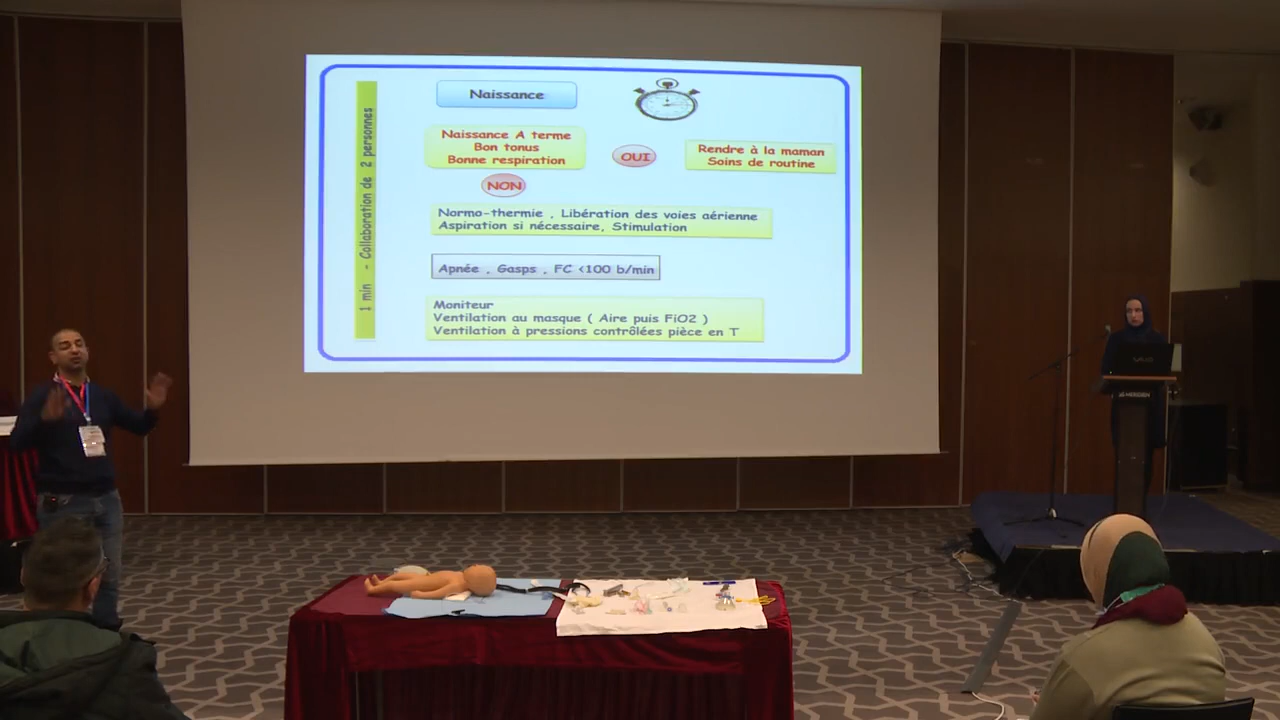 Naissance
1 min - Collaboration de 2 personnes
Naissance A terme
Bon tonus
Bonne respiration
OUI
Rendre à la maman
Soins de routine
NON
Normo-thermie , Libération des voies aérienne
Aspiration si nécessaire, Stimulation
Apnée , Gasps , FC <100 b/min
Moniteur
Ventilation au masque ( Aire puis FiO2 )
Ventilation à pressions contrôlées pièce en T
VAIO
MERIDIEN